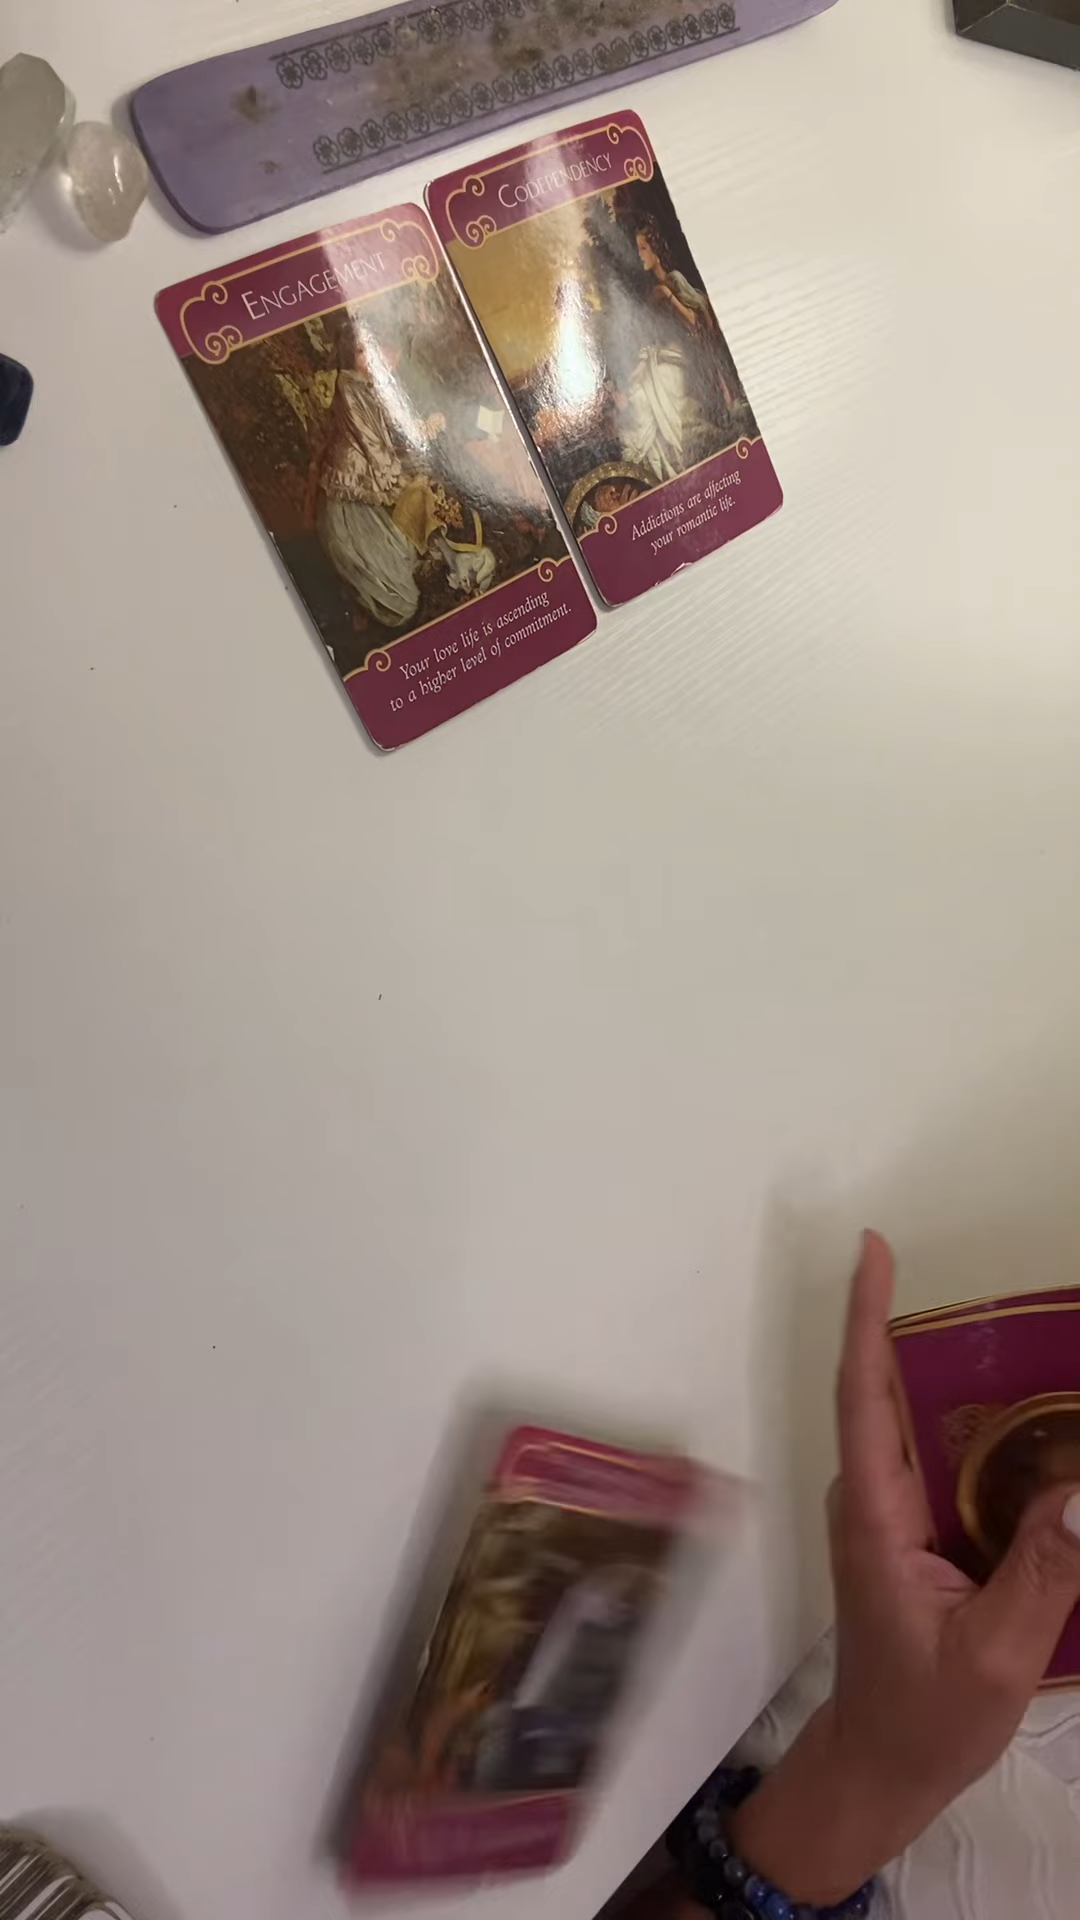 ENGAGEMENT
Your love life is ascending
to a higher level of commitment.
CODEPENDENCY
Addictions are affecting
your romantic life.